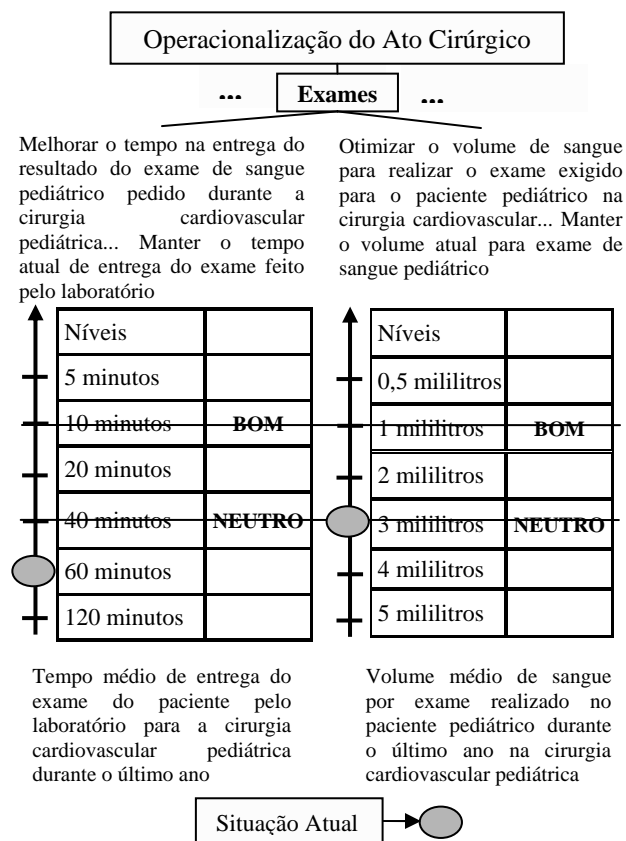 Operacionalização do Ato Cirúrgico
... Exames ...
Melhorar o tempo na entrega do
resultado do exame de sangue
pediátrico pedido durante a
cirurgia cardiovascular
pediátrica... Manter o tempo
atual de entrega do exame feito
pelo laboratório
Otimizar o volume de sangue
para realizar o exame exigido
para o paciente pediátrico na
cirurgia cardiovascular... Manter
o volume atual para exame de
sangue pediátrico
Níveis
5 minutos
10 minutos BOM
20 minutos
40 minutos NEUTRO
60 minutos
120 minutos
Níveis
0,5 mililitros
1 mililitros BOM
2 mililitros
3 mililitros NEUTRO
4 mililitros
5 mililitros
Tempo médio de entrega do
exame do paciente pelo
laboratório para a cirurgia
cardiovascular pediátrica
durante o último ano
Volume médio de sangue
por exame realizado no
paciente pediátrico durante
o último ano na cirurgia
cardiovascular pediátrica
Situação Atual